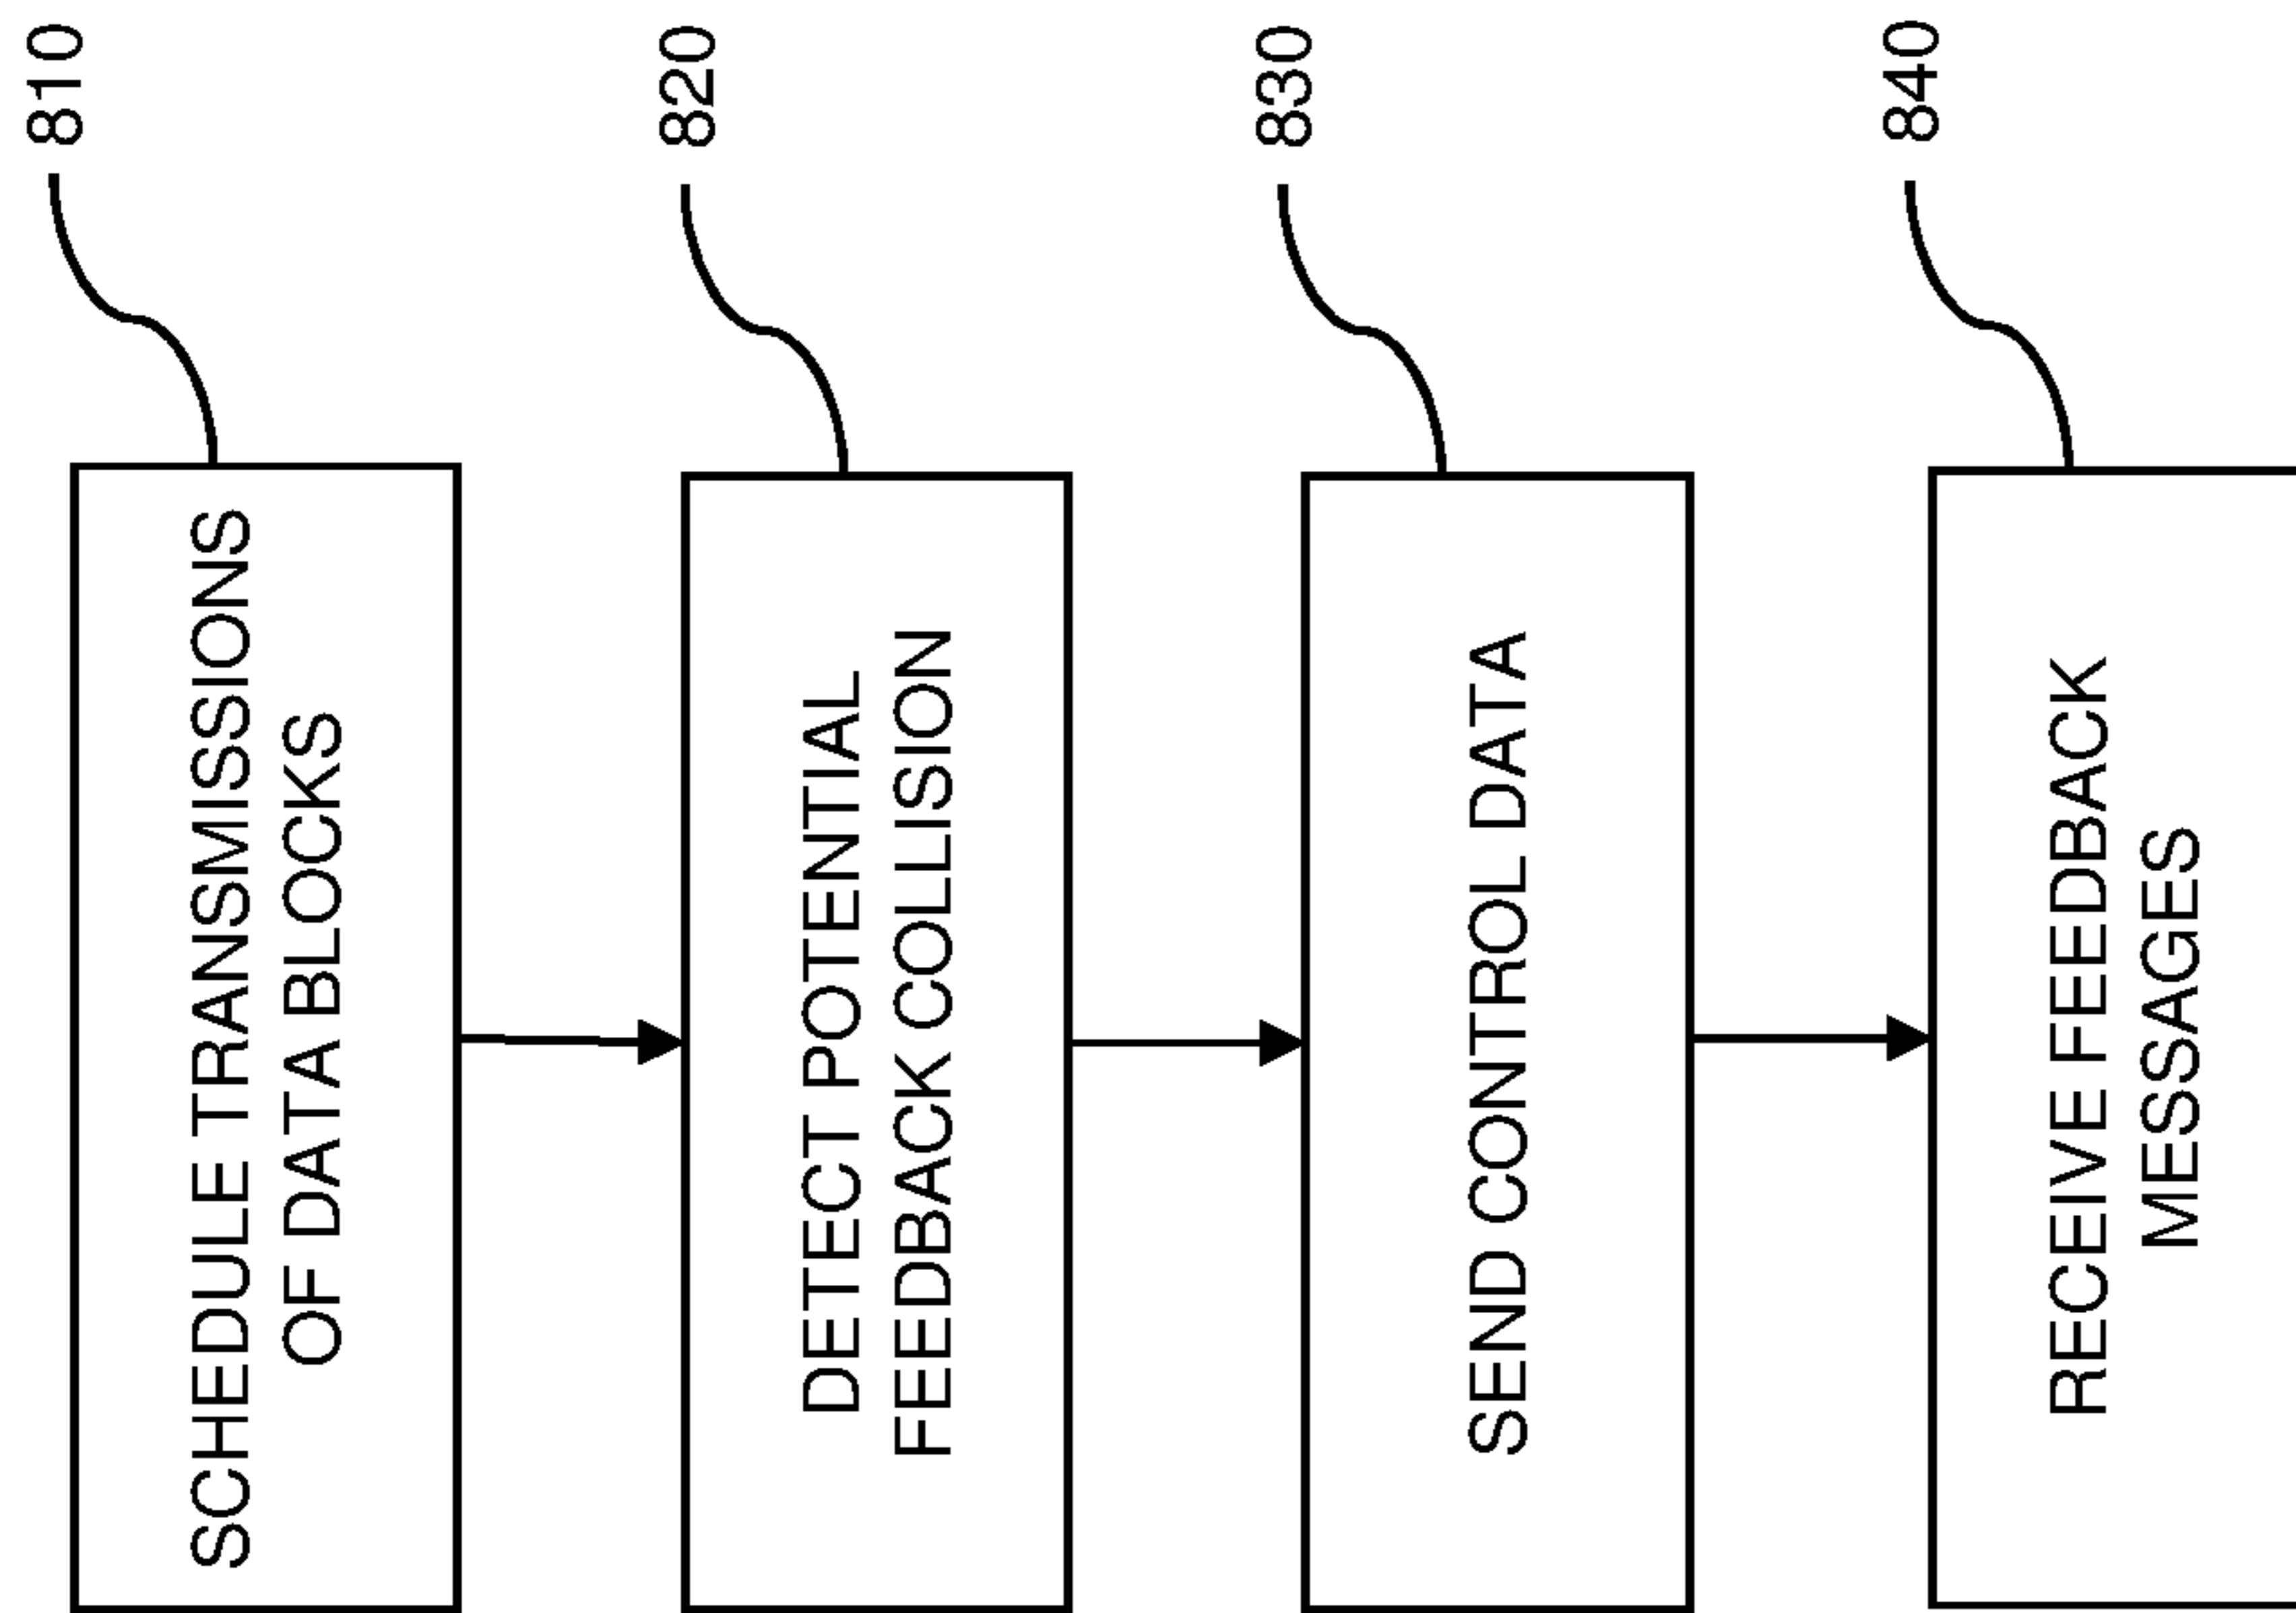 SCHEDULE TRANSMISSIONS
OF DATA BLOCKS
810
DETECT POTENTIAL
FEEDBACK COLLISION
820
SEND CONTROL DATA
830
RECEIVE FEEDBACK
MESSAGES
840